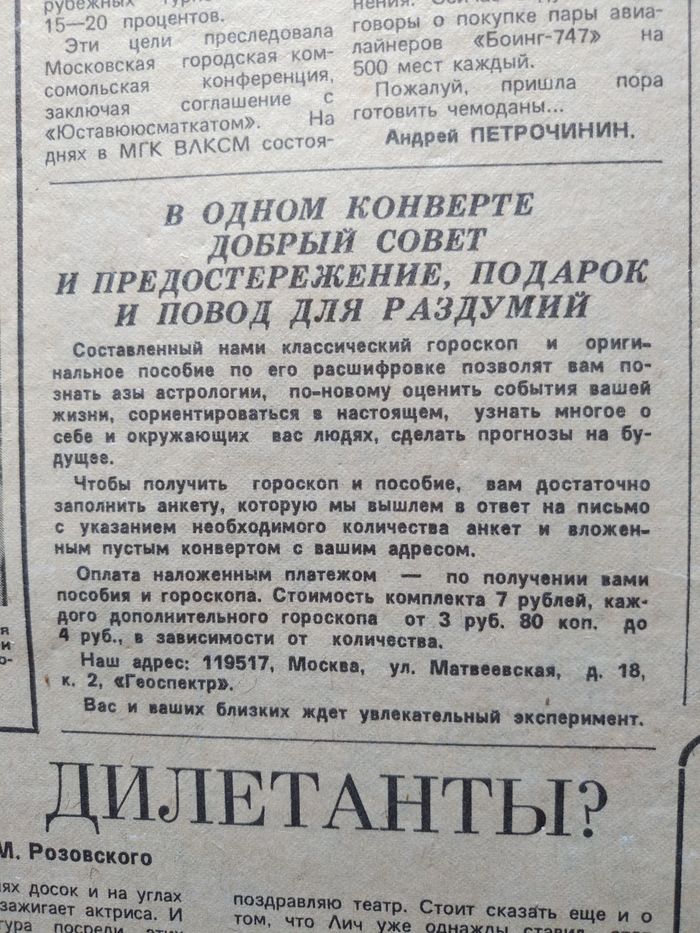 15—20 процентов.
Эти цели преследовала
Московская городская ком-
сомольская конференция,
заключая соглашение с
«Юставююсматкатом». На
днях в МГК ВЛКСМ состоя-
говоры о покупке пары авиа-
лайнеров «Боинг-747» на
500 мест каждый.
Пожалуй, пришла пора
готовить чемоданы...
Андрей ПЕТРОЧИНИН.
В ОДНОМ КОНВЕРТЕ
ДОБРЫЙ СОВЕТ
И ПРЕДОСТЕРЕЖЕНИЕ, ПОДАРОК
И ПОВОД ДЛЯ РАЗДУМИЙ
Составленный нами классический гороскоп и ориги-
нальное пособие по его расшифровке позволят вам по-
знать азы астрологии, по-новому оценить события вашей
жизни, сориентироваться в настоящем, узнать многое о
себе и окружающих вас людях, сделать прогнозы на бу-
дущее.
Чтобы получить гороскоп и пособие, вам достаточно
заполнить анкету, которую мы вышлем в ответ на письмо
с указанием необходимого количества анкет и вложен-
ным пустым конвертом с вашим адресом.
Оплата наложенным платежом — по получении вами
пособия и гороскопа. Стоимость комплекта 7 рублей, каж-
дого дополнительного гороскопа от 3 руб. 80 коп. до
4 руб., в зависимости от количества.
Наш адрес: 119517, Москва, ул. Матвеевская, д. 18,
к. 2, «Геоспектр».
Вас и ваших близких ждет увлекательный эксперимент.
ДИЛЕТАНТЫ?
М. Розовского
ях досок и на углах
зажигает актриса. И
тура посреди этих
поздравляю театр. Стоит сказать еще и о
том, что Лич уже однажды ставил